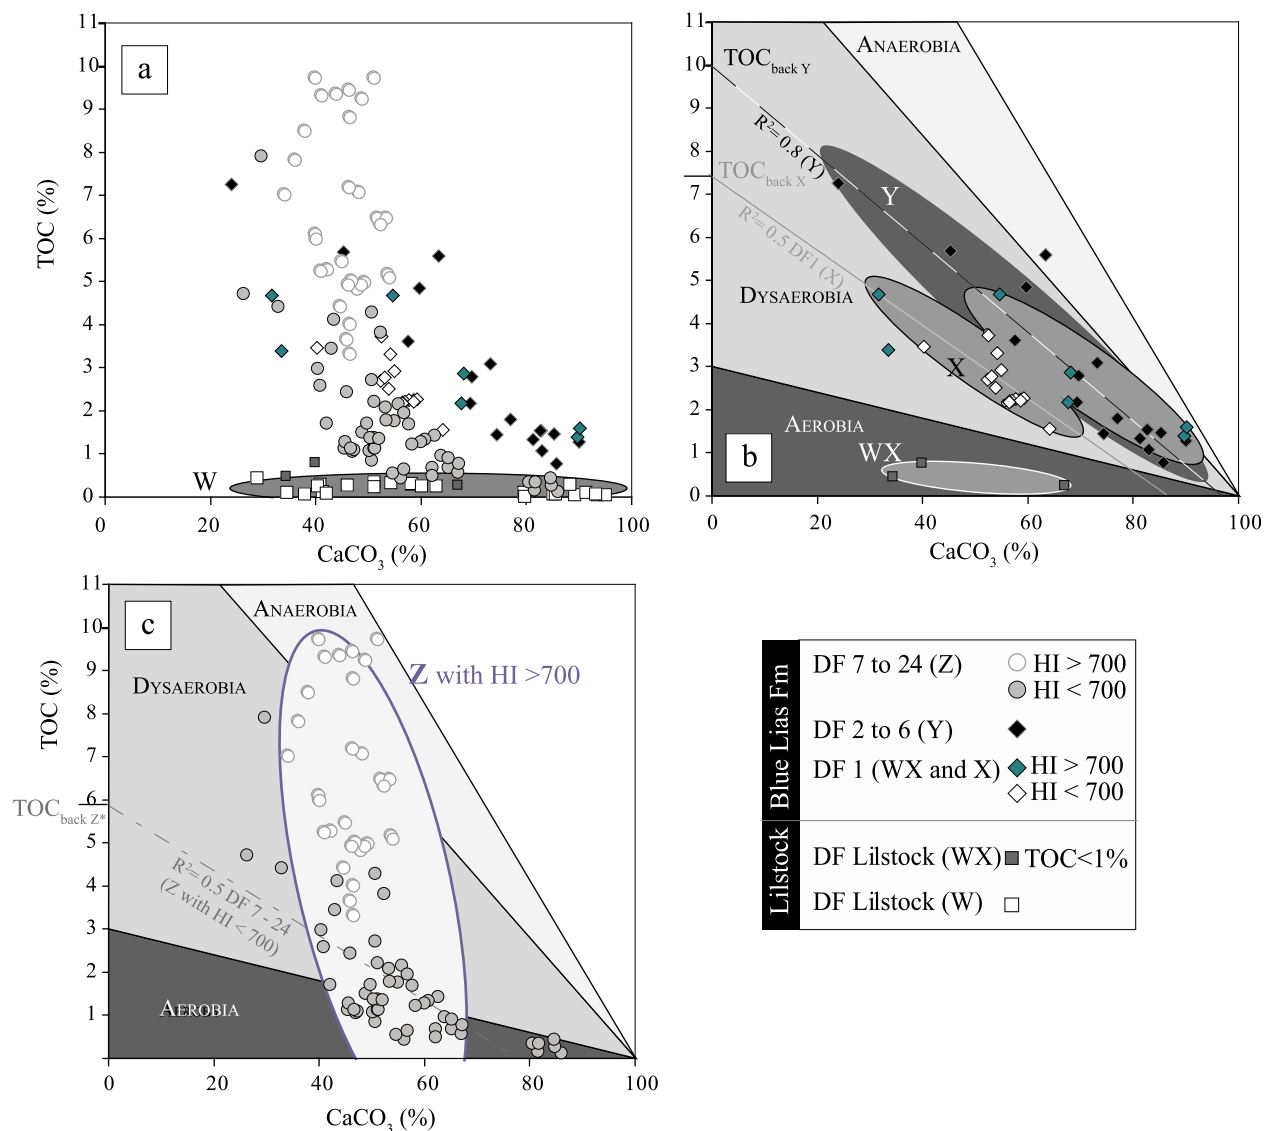 a
TOC (%)
11
10
9
8
7
6
5
4
3
2
1
0
W
0 20 40 60 80 100
CaCO3 (%)
11
10
9
8
7
6
5
4
3
2
1
0
TOCback Y
ANAEROBIA
R2= 0.8 (Y)
TOCback X
Y
R2= 0.5 DF1 (X)
DYSAEROBIA
X
AEROBIA
WX
b
0 20 40 60 80 100
CaCO3 (%)
TOC (%)
11
10
9
8
7
6
5
4
3
2
1
c
ANAEROBIA
DYSAEROBIA
Z with HI >700
TOCback Z*
R2= 0.5 DF 7 - 24
(Z with HI < 700)
AEROBIA
0 20 40 60 80 100
CaCO3 (%)
Blue Lias Fm
DF 7 to 24 (Z) HI > 700
HI < 700
DF 2 to 6 (Y)
DF 1 (WX and X) HI > 700
HI < 700
Lilstock
DF Lilstock (WX) TOC<1%
DF Lilstock (W)